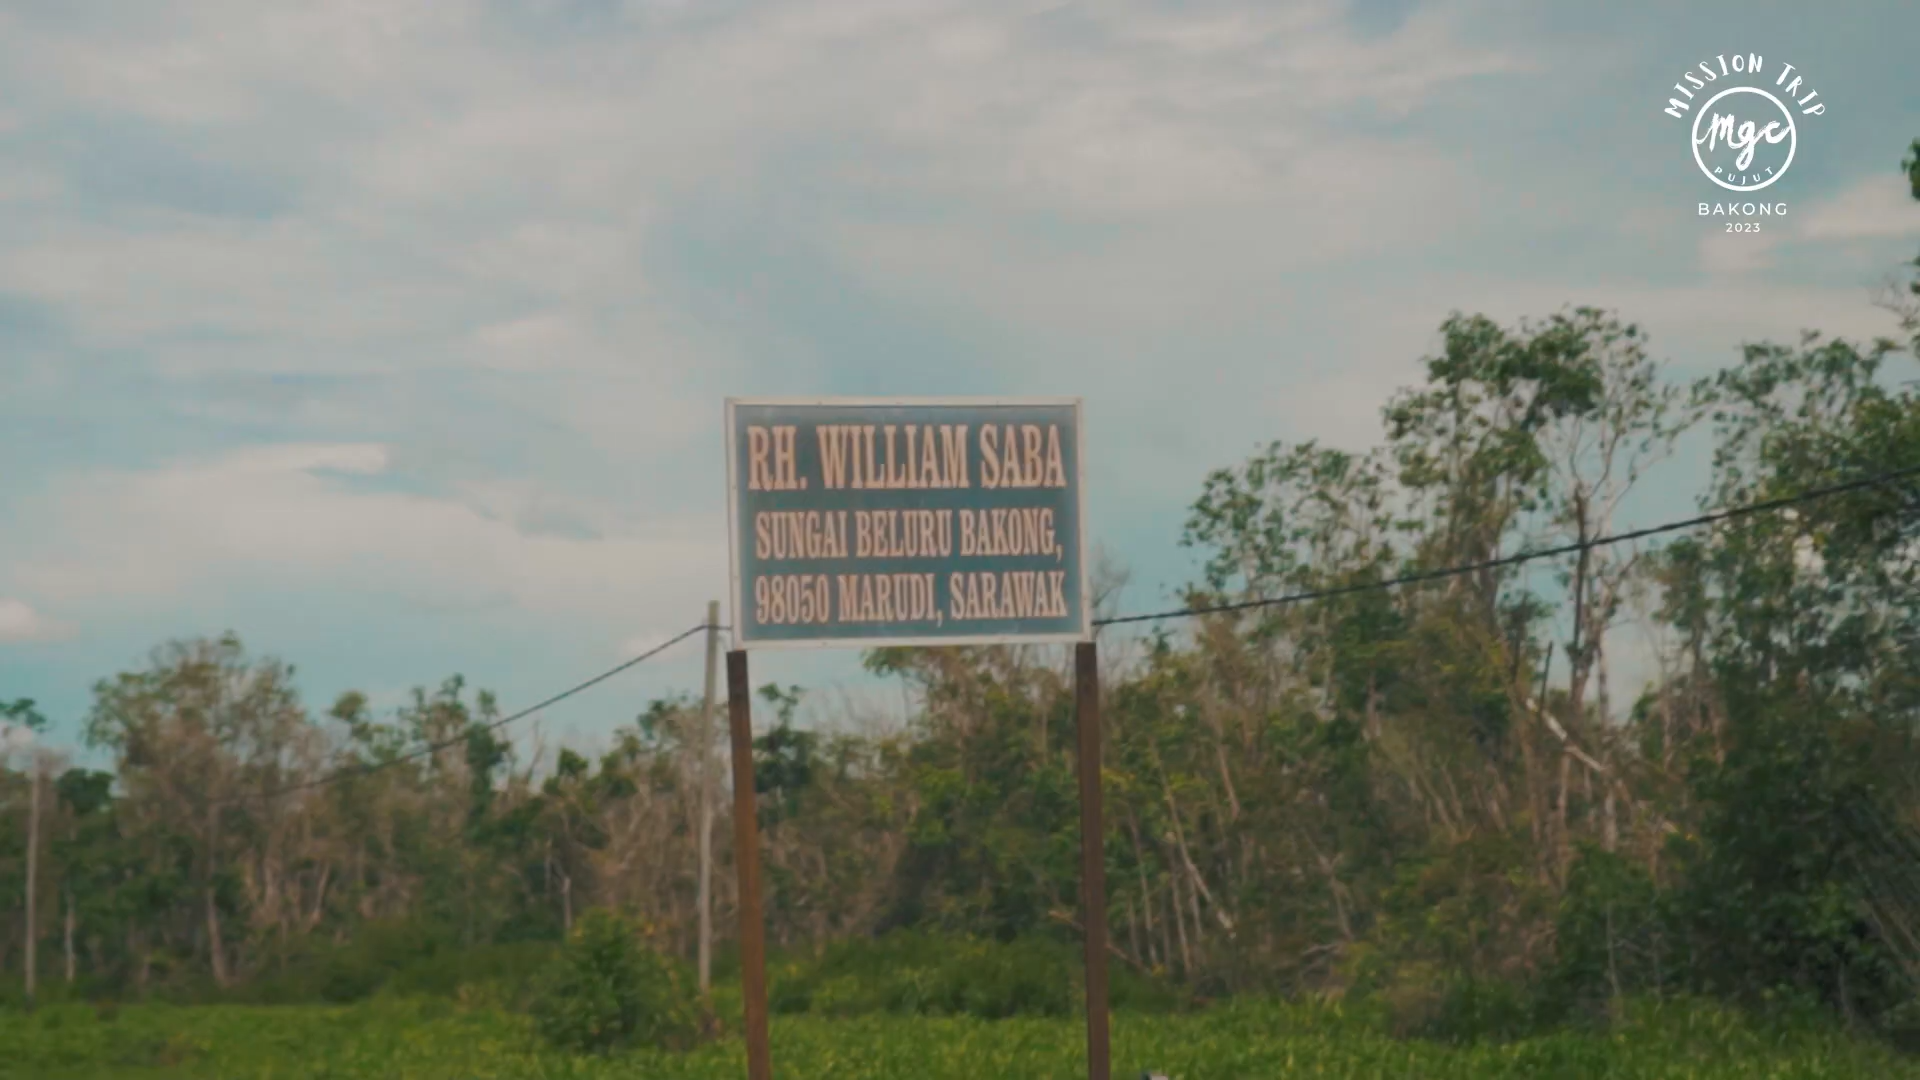 MISSION TRIP
mgc
PUJUT
BAKONG
2023
RH. WILLIAM SABA
SUNGAI BELURU BAKONG,
98050 MARUDI, SARAWAK